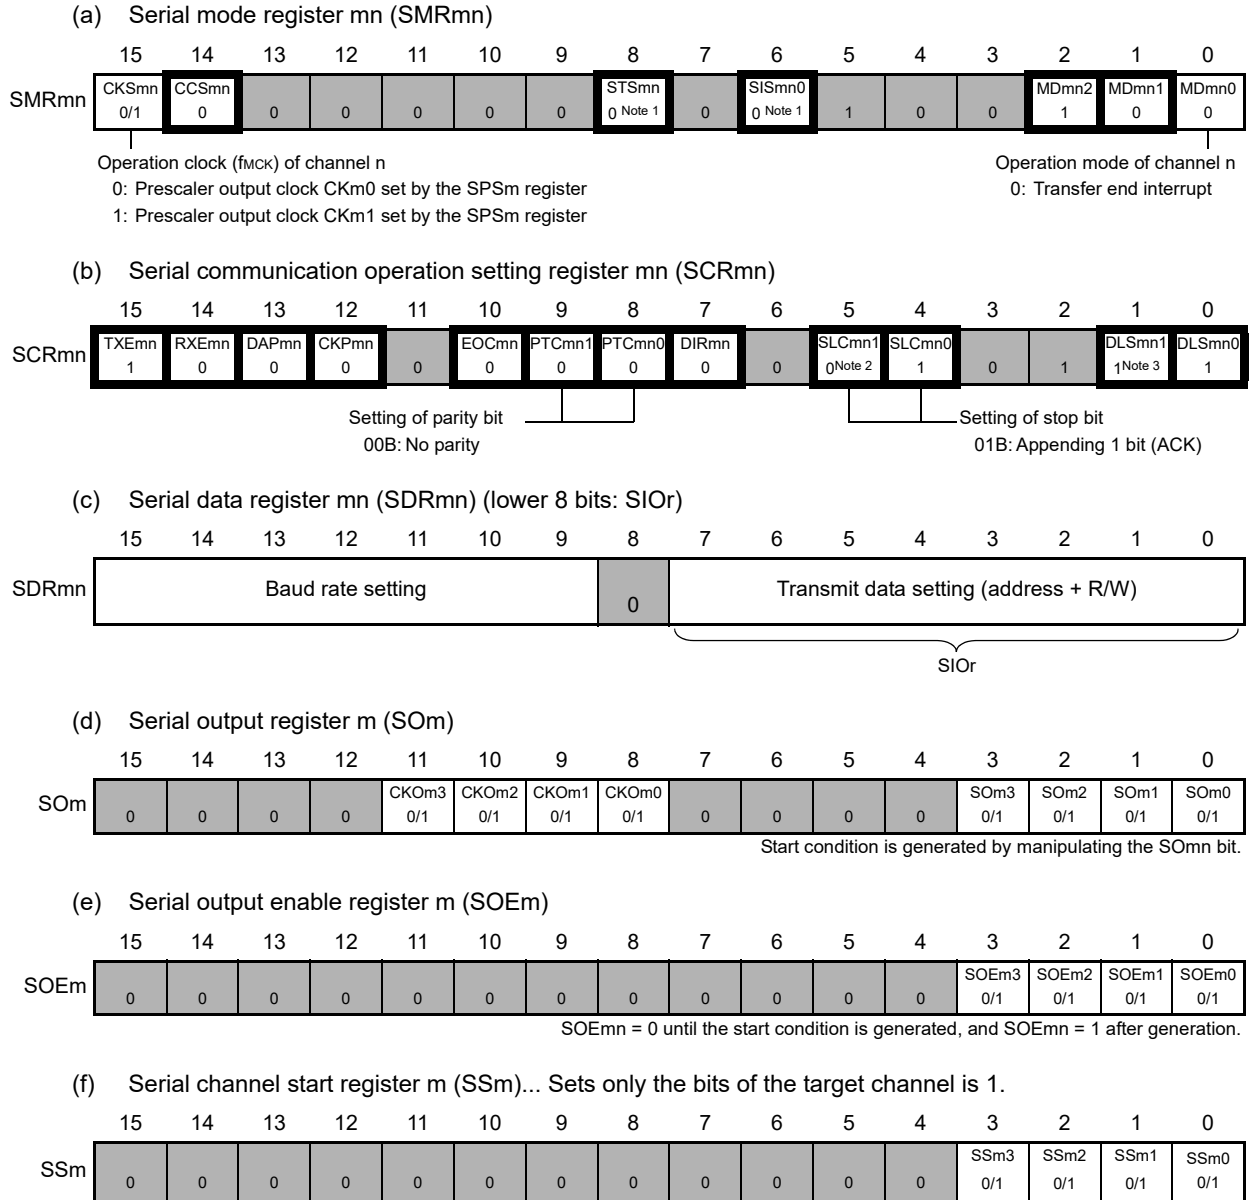 (a) Serial mode register mn (SMRmn)
15 14 13 12 11 10 9 8 7 6 5 4 3 2 1 0
SMRmn CKSmn CCSmn STSmn SISmn0 MDmn2 MDmn1 MDmn0
0/1 0 0 0 0 0 0 0 Note 1 0 0 Note 1 1 0 0 1 0 0
Operation clock (fMCK) of channel n Operation mode of channel n
0: Prescaler output clock CKm0 set by the SPSm register 0: Transfer end interrupt
1: Prescaler output clock CKm1 set by the SPSm register
(b) Serial communication operation setting register mn (SCRmn)
15 14 13 12 11 10 9 8 7 6 5 4 3 2 1 0
SCRmn TXEmn RXEmn DAPmn CKPmn EOCmn PTCmn1 PTCmn0 DIRmn SLCmn1 SLCmn0 DLSmn1 DLSmn0
1 0 0 0 0 0 0 0 0 0 0Note 2 1 0 1 1Note 3 1
Setting of parity bit Setting of stop bit
00B: No parity 01B: Appending 1 bit (ACK)
(c) Serial data register mn (SDRmn) (lower 8 bits: SIOr)
15 14 13 12 11 10 9 8 7 6 5 4 3 2 1 0
SDRmn Baud rate setting 0 Transmit data setting (address + R/W)
SIOr
(d) Serial output register m (SOm)
15 14 13 12 11 10 9 8 7 6 5 4 3 2 1 0
SOm CKOm3 CKOm2 CKOm1 CKOm0 SOm3 SOm2 SOm1 SOm0
0 0 0 0 0/1 0/1 0/1 0/1 0 0 0 0 0/1 0/1 0/1 0/1
Start condition is generated by manipulating the SOmn bit.
(e) Serial output enable register m (SOEm)
15 14 13 12 11 10 9 8 7 6 5 4 3 2 1 0
SOEm SOEm3 SOEm2 SOEm1 SOEm0
0 0 0 0 0 0 0 0 0 0 0 0 0/1 0/1 0/1 0/1
SOEmn = 0 until the start condition is generated, and SOEmn = 1 after generation.
(f) Serial channel start register m (SSm)... Sets only the bits of the target channel is 1.
15 14 13 12 11 10 9 8 7 6 5 4 3 2 1 0
SSm SSm3 SSm2 SSm1 SSm0
0 0 0 0 0 0 0 0 0 0 0 0 0/1 0/1 0/1 0/1